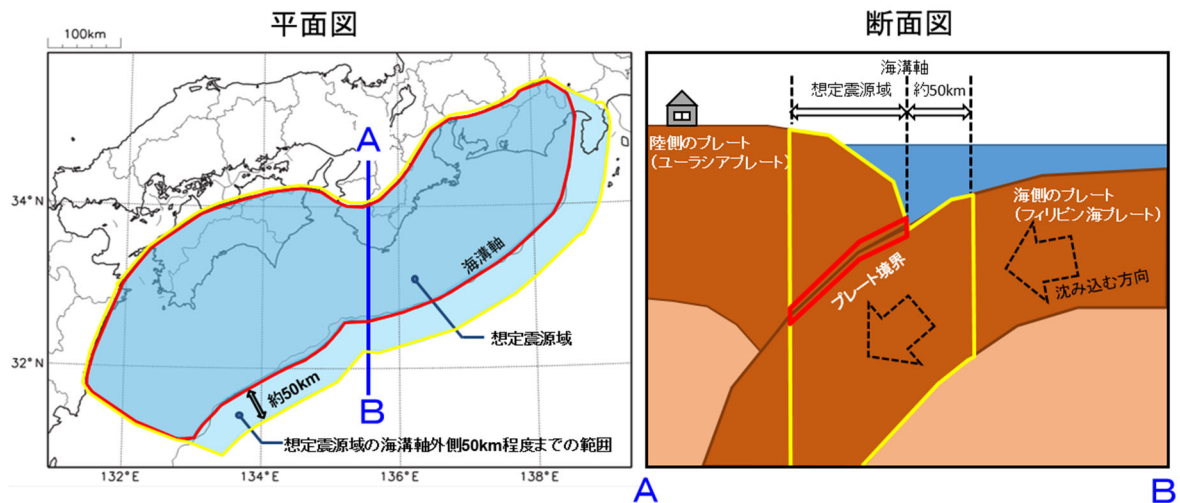 平面図
100km
A
34°N
海溝軸
想定震源域
32°N
約50km
B
想定震源域の海溝軸外側50km程度までの範囲
132°E
134°E
136°E
138°E
断面図
海溝軸
想定震源域
約50km
陸側のプレート
(ユーラシアプレート)
海側のプレート
(フィリピン海プレート)
プレート境界
沈み込む方向
A
B